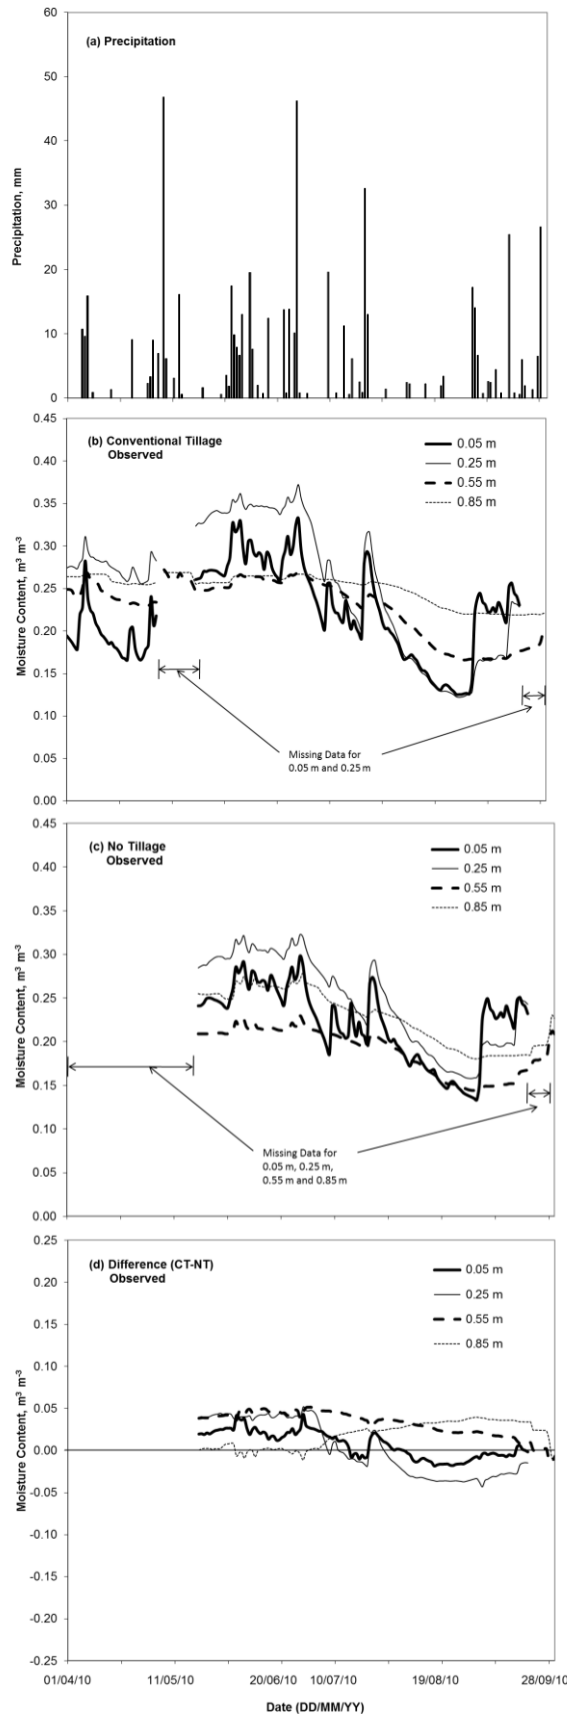 (a) Precipitation
60
50
40
30
20
10
0
Precipitation, mm
(b) Conventional Tillage
Observed
0.05 m
0.25 m
0.55 m
0.85 m
0.45
0.40
0.35
0.30
0.25
0.20
0.15
0.10
0.05
0.00
Moisture Content, m³ m⁻³
Missing Data for
0.05 m and 0.25 m
(c) No Tillage
Observed
0.05 m
0.25 m
0.55 m
0.85 m
0.45
0.40
0.35
0.30
0.25
0.20
0.15
0.10
0.05
0.00
Moisture Content, m³ m⁻³
Missing Data for
0.05 m, 0.25 m,
0.55 m and 0.85 m
(d) Difference (CT-NT)
Observed
0.05 m
0.25 m
0.55 m
0.85 m
0.25
0.20
0.15
0.10
0.05
0.00
-0.05
-0.10
-0.15
-0.20
-0.25
Moisture Content, m³ m⁻³
01/04/10 11/05/10 20/06/10 10/07/10 19/08/10 28/09/10
Date (DD/MM/YY)